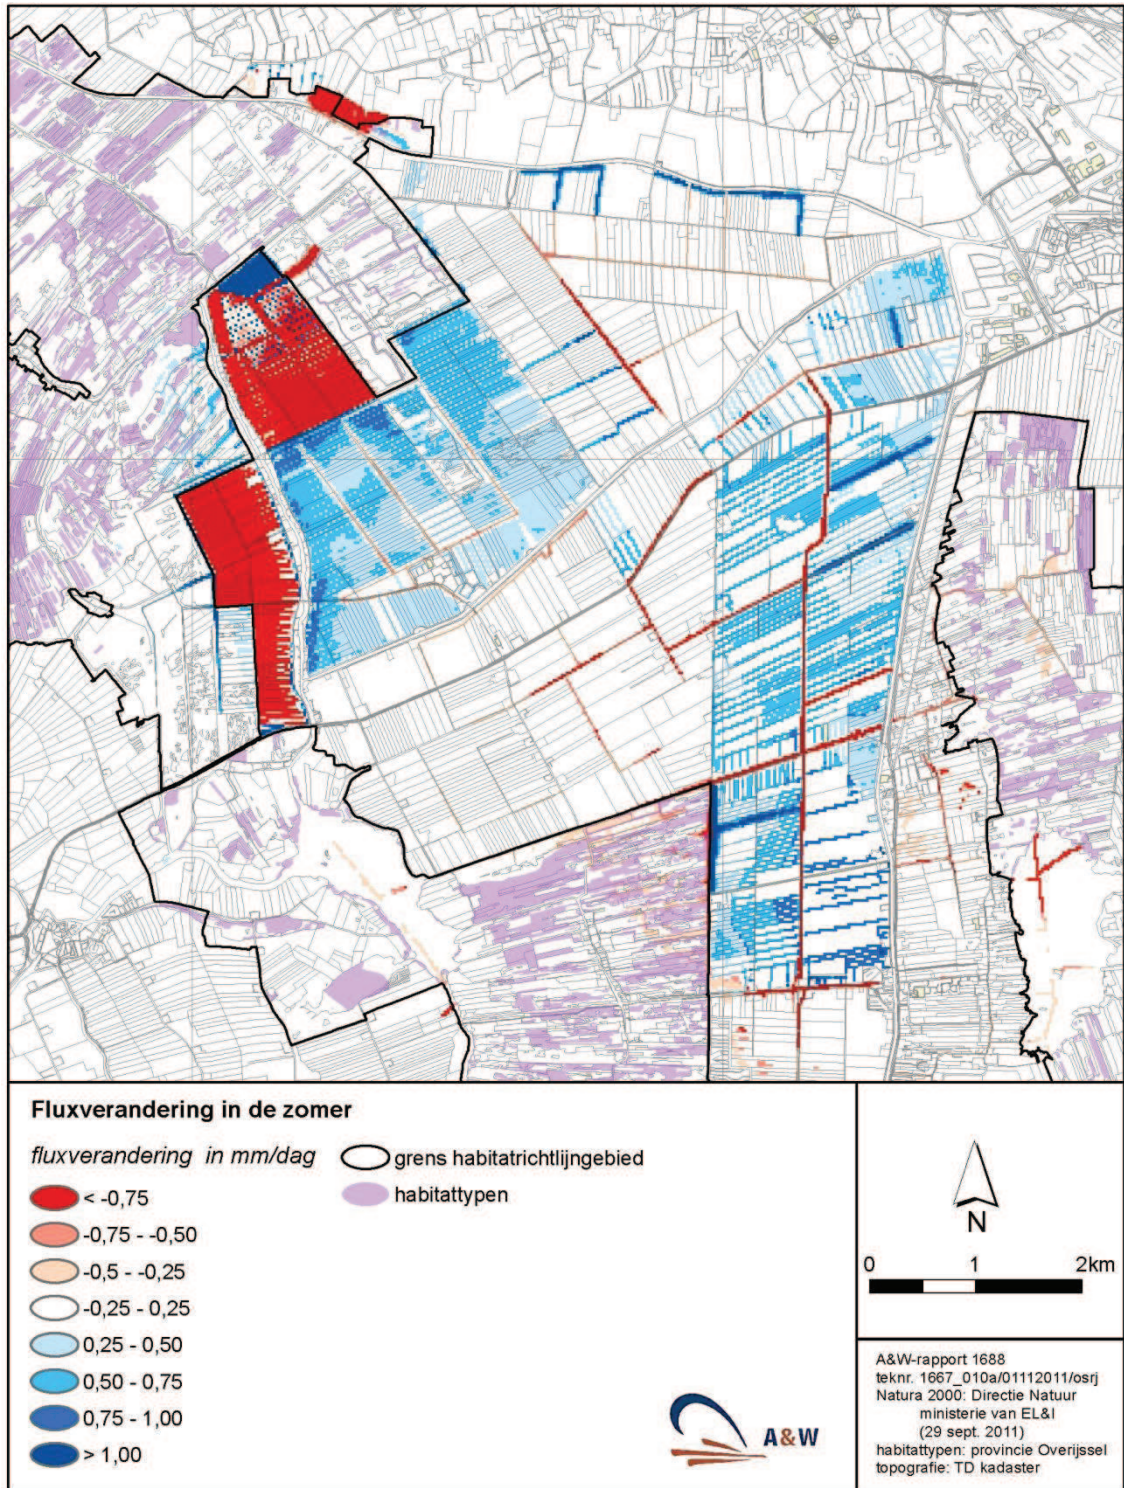 Fluxverandering in de zomer
fluxverandering in mm/dag
< -0,75
-0,75 - -0,50
-0,5 - -0,25
-0,25 - 0,25
0,25 - 0,50
0,50 - 0,75
0,75 - 1,00
> 1,00
grens habitatrichtlijngebied
habitattypen
A&W
N
0 1 2km
A&W-rapport 1688
teknr. 1667_010a/01112011/osrj
Natura 2000: Directie Natuur
ministerie van EL&I
(29 sept. 2011)
habitattypen: provincie Overijssel
topografie: TD kadaster